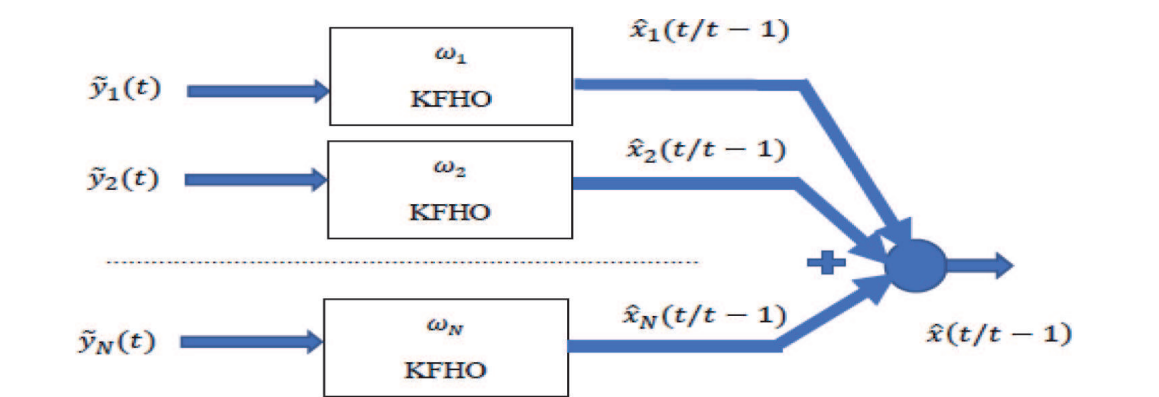 x̂₁(t/t − 1)
ỹ₁(t)
ω₁
KFHO
x̂₂(t/t − 1)
ỹ₂(t)
ω₂
KFHO
x̂_N(t/t − 1)
ỹ_N(t)
ω_N
KFHO
x̂(t/t − 1)